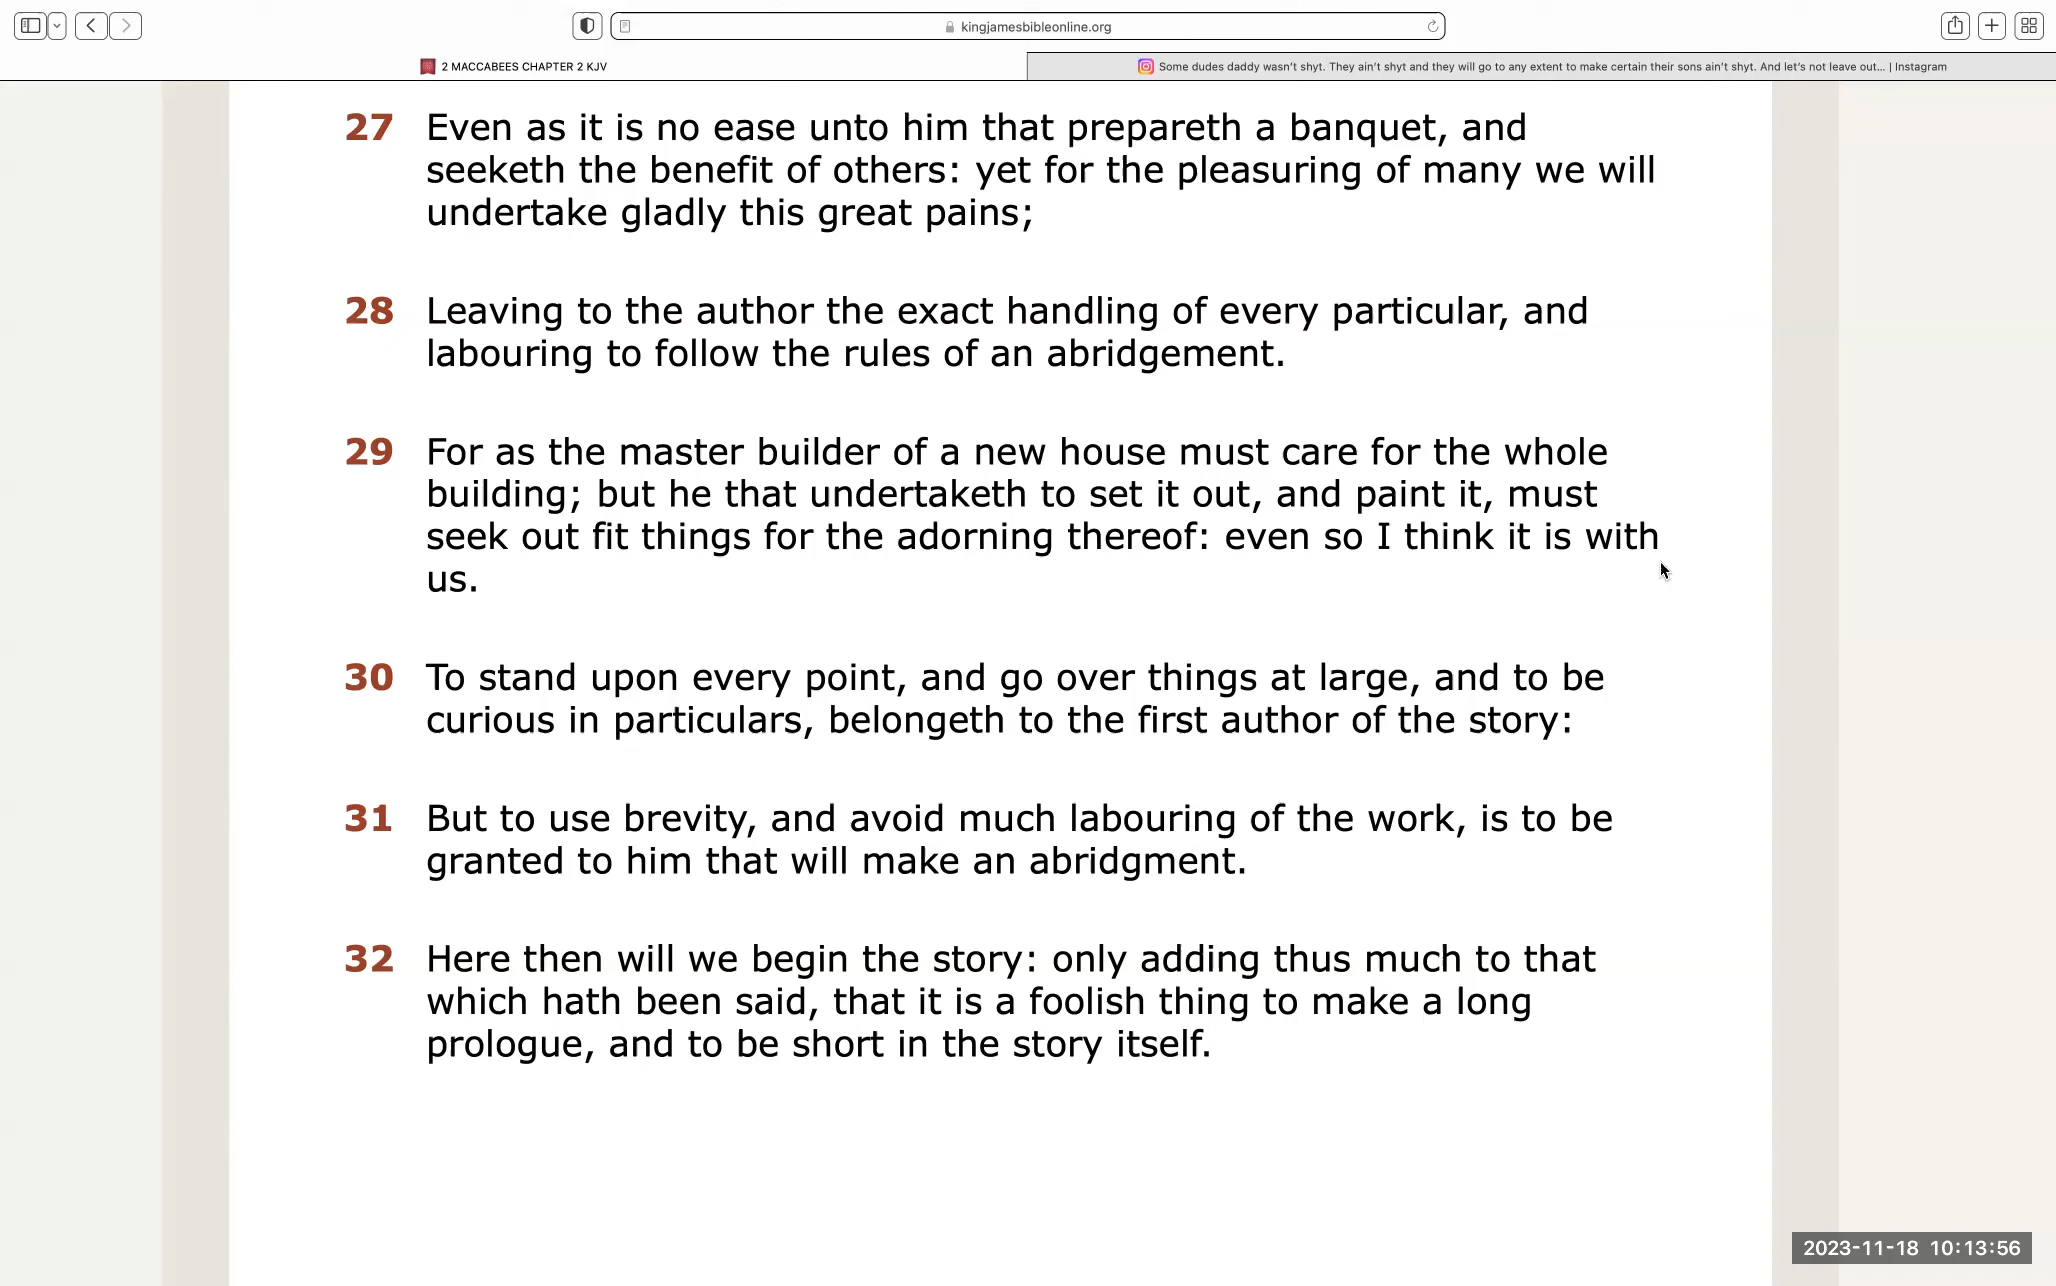 kingjamesbibleonline.org
2 MACCABEES CHAPTER 2 KJV
Some dudes daddy wasn't shyt. They ain't shyt and they will go to any extent to make certain their sons ain't shyt. And let's not leave out... | Instagram
27 Even as it is no ease unto him that prepareth a banquet, and
seeketh the benefit of others: yet for the pleasuring of many we will
undertake gladly this great pains;
28 Leaving to the author the exact handling of every particular, and
labouring to follow the rules of an abridgement.
29 For as the master builder of a new house must care for the whole
building; but he that undertaketh to set it out, and paint it, must
seek out fit things for the adorning thereof: even so I think it is with
us.
30 To stand upon every point, and go over things at large, and to be
curious in particulars, belongeth to the first author of the story:
31 But to use brevity, and avoid much labouring of the work, is to be
granted to him that will make an abridgment.
32 Here then will we begin the story: only adding thus much to that
which hath been said, that it is a foolish thing to make a long
prologue, and to be short in the story itself.
2023-11-18 10:13:56